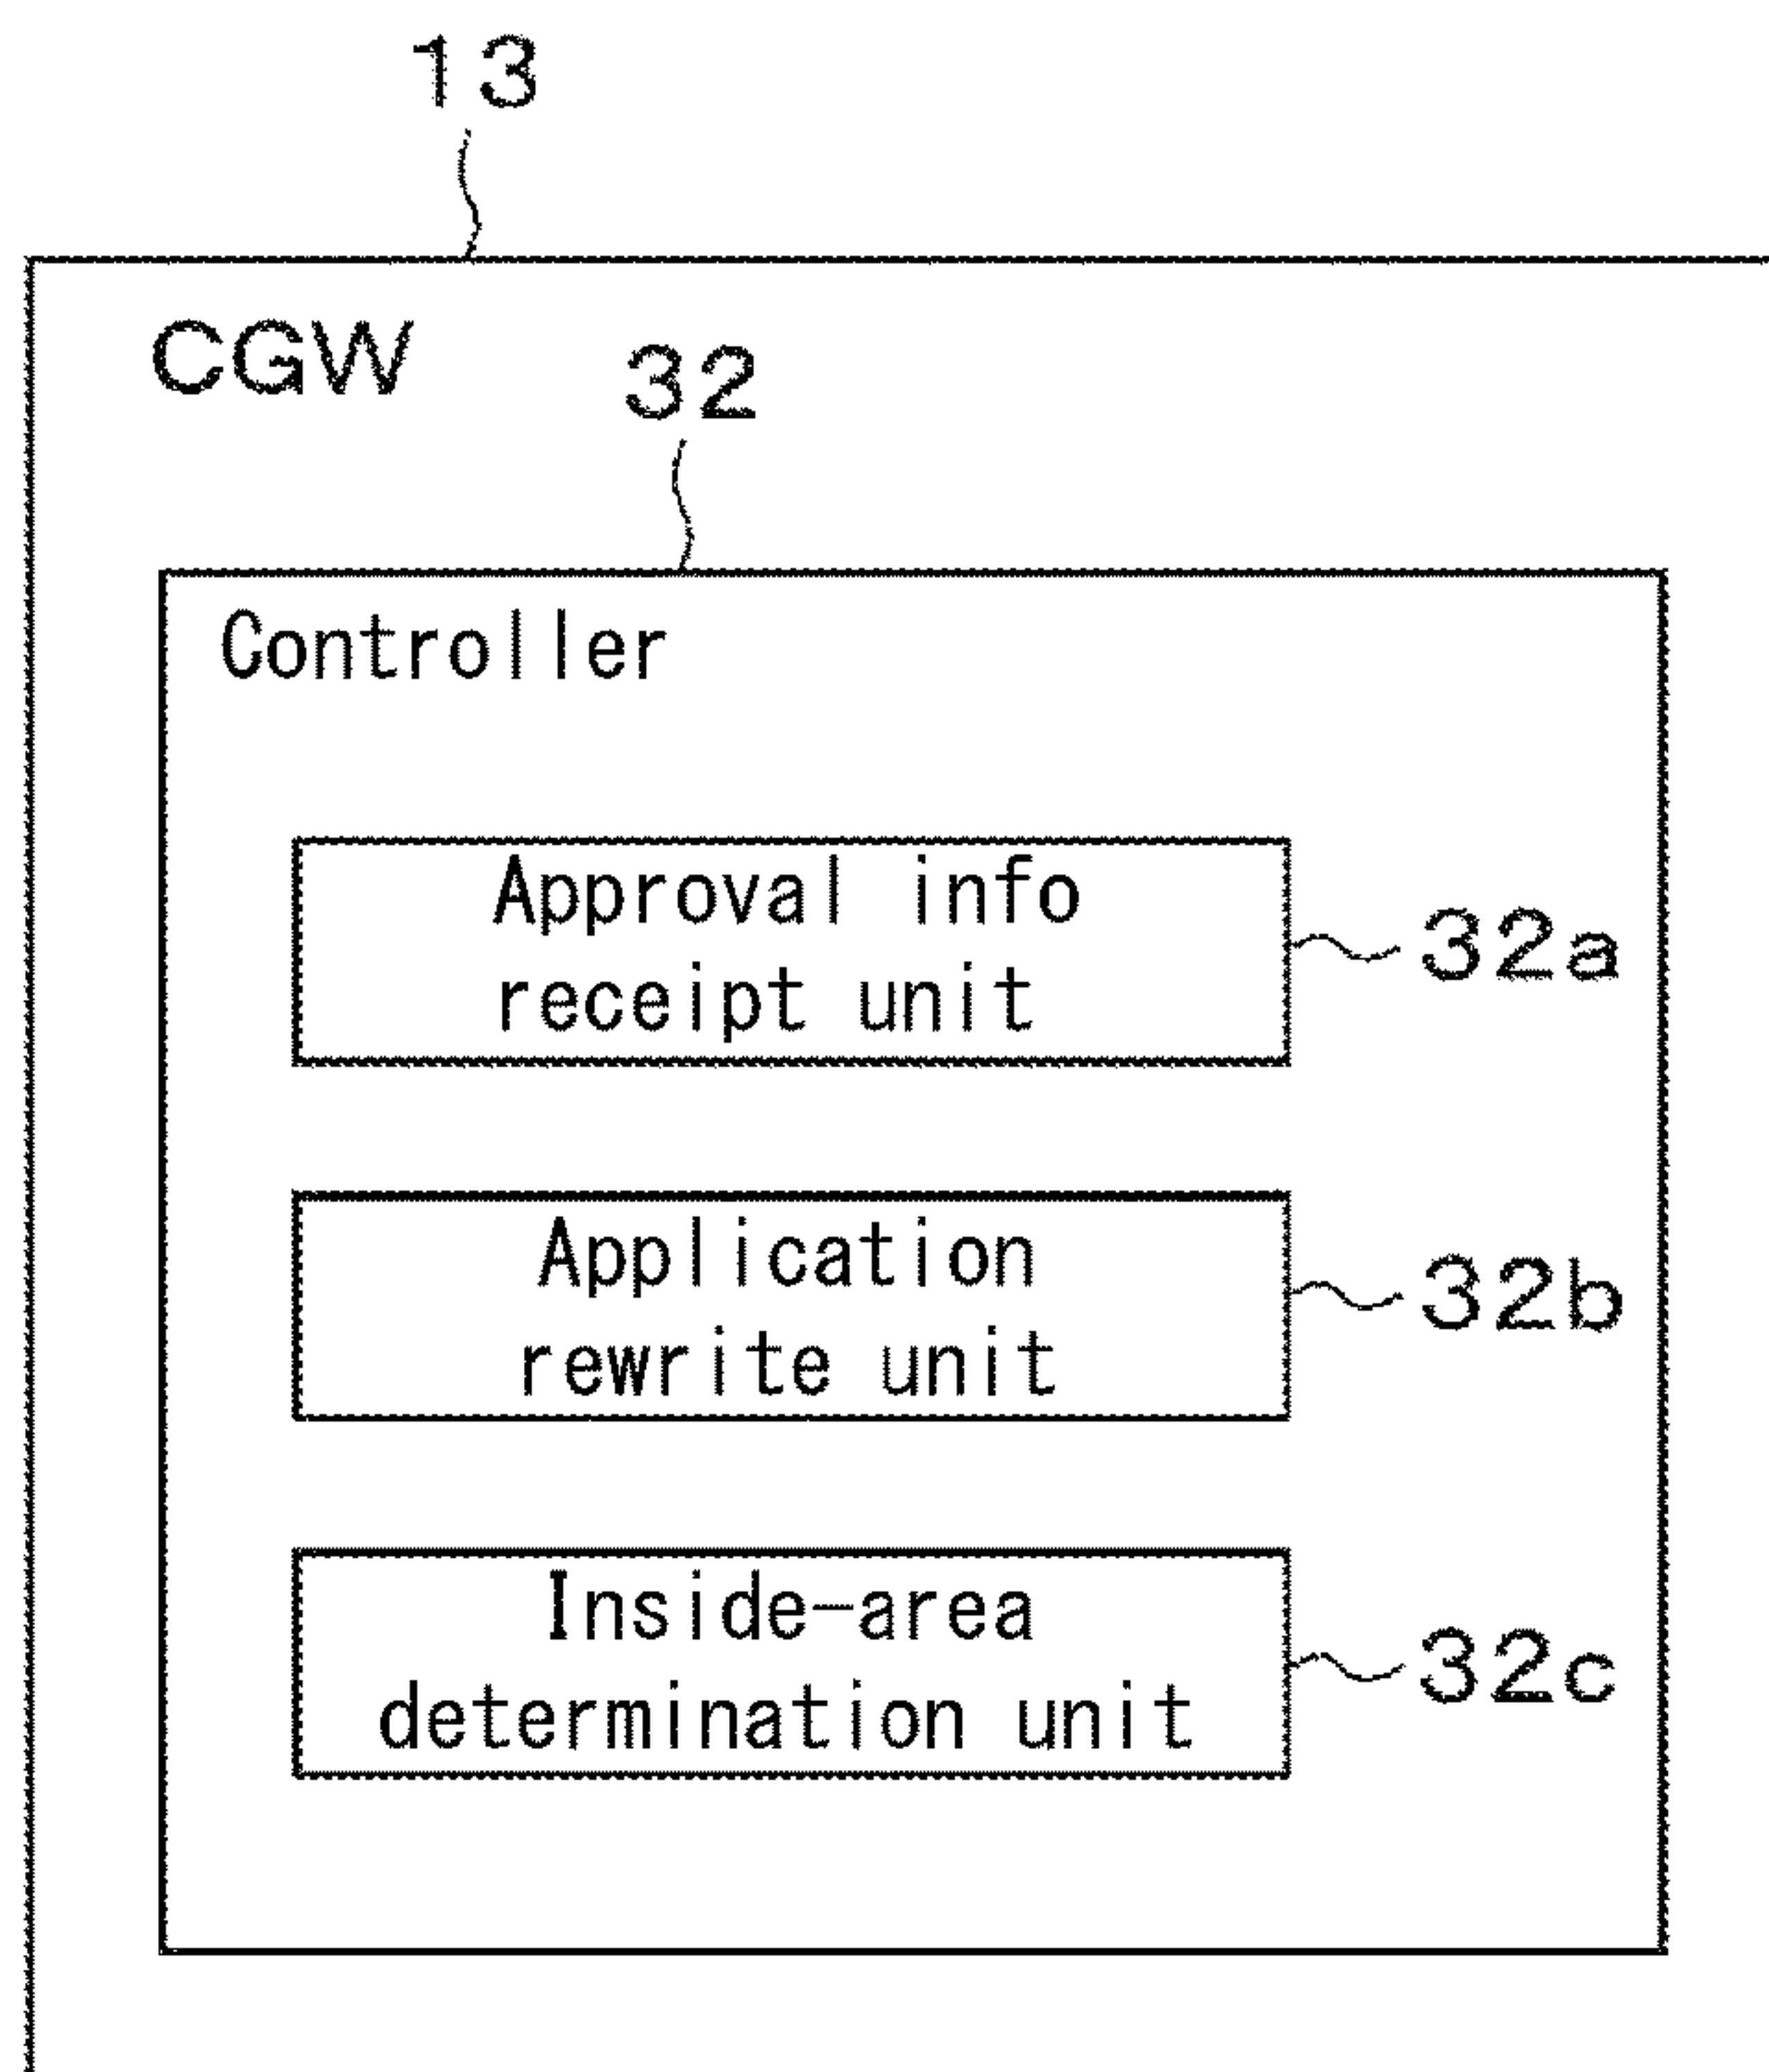 13
CGW
32
Controller
Approval info
receipt unit
32a
Application
rewrite unit
32b
Inside-area
determination unit
32c